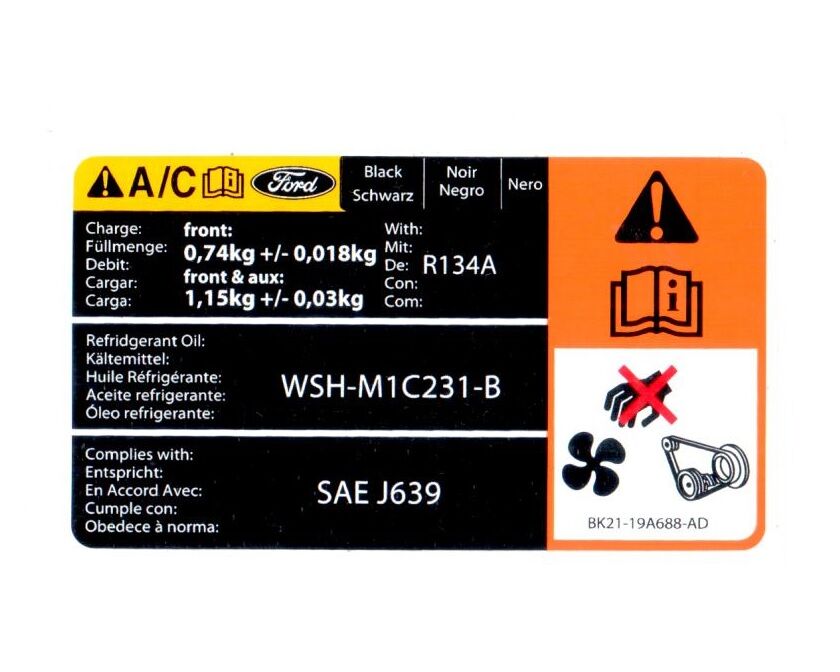 A/C Ford
Black
Schwarz
Noir
Negro
Nero
Charge:
Füllmenge:
Debit:
Cargar:
Carga:
front:
0,74kg +/- 0,018kg
front & aux:
1,15kg +/- 0,03kg
With:
Mit:
De:
Con:
Com:
R134A
Refridgerant Oil:
Kältemittel:
Huile Réfrigérante:
Aceite refrigerante:
Óleo refrigerante:
WSH-M1C231-B
Complies with:
Entspricht:
En Accord Avec:
Cumple con:
Obedece à norma:
SAE J639
BK21-19A688-AD